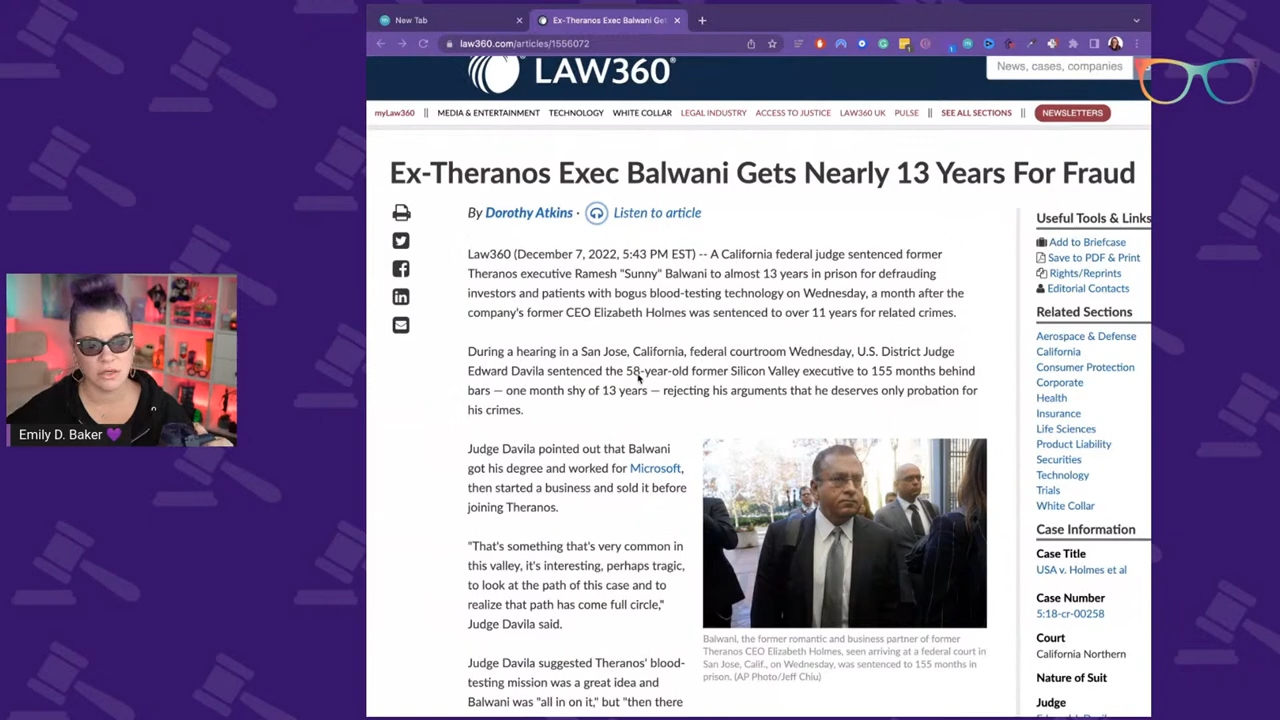 New Tab
Ex-Theranos Exec Balwani Get
law360.com/articles/1556072
LAW360
News, cases, companies
myLaw360 || MEDIA & ENTERTAINMENT TECHNOLOGY WHITE COLLAR LEGAL INDUSTRY ACCESS TO JUSTICE LAW360 UK PULSE || SEE ALL SECTIONS || NEWSLETTERS
Ex-Theranos Exec Balwani Gets Nearly 13 Years For Fraud
By Dorothy Atkins · Listen to article
Law360 (December 7, 2022, 5:43 PM EST) -- A California federal judge sentenced former
Theranos executive Ramesh "Sunny" Balwani to almost 13 years in prison for defrauding
investors and patients with bogus blood-testing technology on Wednesday, a month after the
company's former CEO Elizabeth Holmes was sentenced to over 11 years for related crimes.
During a hearing in a San Jose, California, federal courtroom Wednesday, U.S. District Judge
Edward Davila sentenced the 58-year-old former Silicon Valley executive to 155 months behind
bars — one month shy of 13 years — rejecting his arguments that he deserves only probation for
his crimes.
Judge Davila pointed out that Balwani
got his degree and worked for Microsoft,
then started a business and sold it before
joining Theranos.
"That's something that's very common in
this valley, it's interesting, perhaps tragic,
to look at the path of this case and to
realize that path has come full circle,"
Judge Davila said.
Judge Davila suggested Theranos' blood-
testing mission was a great idea and
Balwani was "all in on it," but "then there
Balwani, the former romantic and business partner of former
Theranos CEO Elizabeth Holmes, seen arriving at a federal court in
San Jose, Calif., on Wednesday, was sentenced to 155 months in
prison. (AP Photo/Jeff Chiu)
Useful Tools & Links
Add to Briefcase
Save to PDF & Print
Rights/Reprints
Editorial Contacts
Related Sections
Aerospace & Defense
California
Consumer Protection
Corporate
Health
Insurance
Life Sciences
Product Liability
Securities
Technology
Trials
White Collar
Case Information
Case Title
USA v. Holmes et al
Case Number
5:18-cr-00258
Court
California Northern
Nature of Suit
Judge
Emily D. Baker 💜